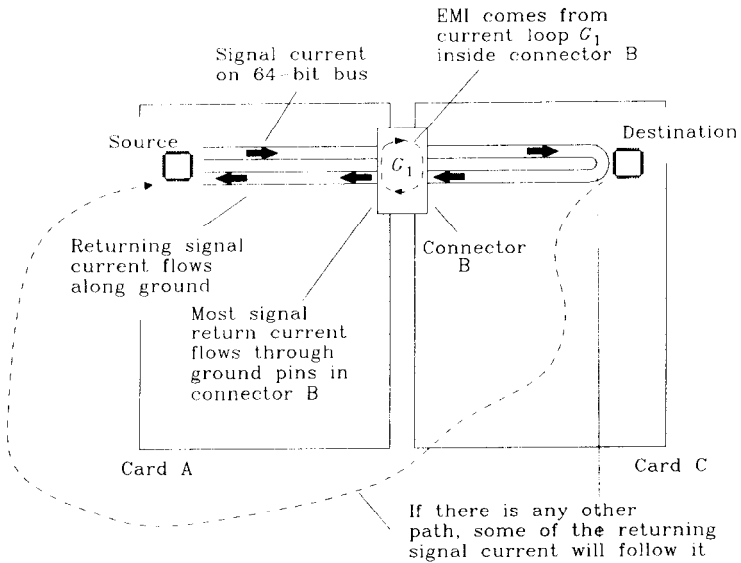 EMI comes from
current loop G1
inside connector B
Signal current
on 64-bit bus
Source
Destination
G1
Returning signal
current flows
along ground
Connector
B
Most signal
return current
flows through
ground pins in
connector B
Card A
Card C
If there is any other
path, some of the returning
signal current will follow it